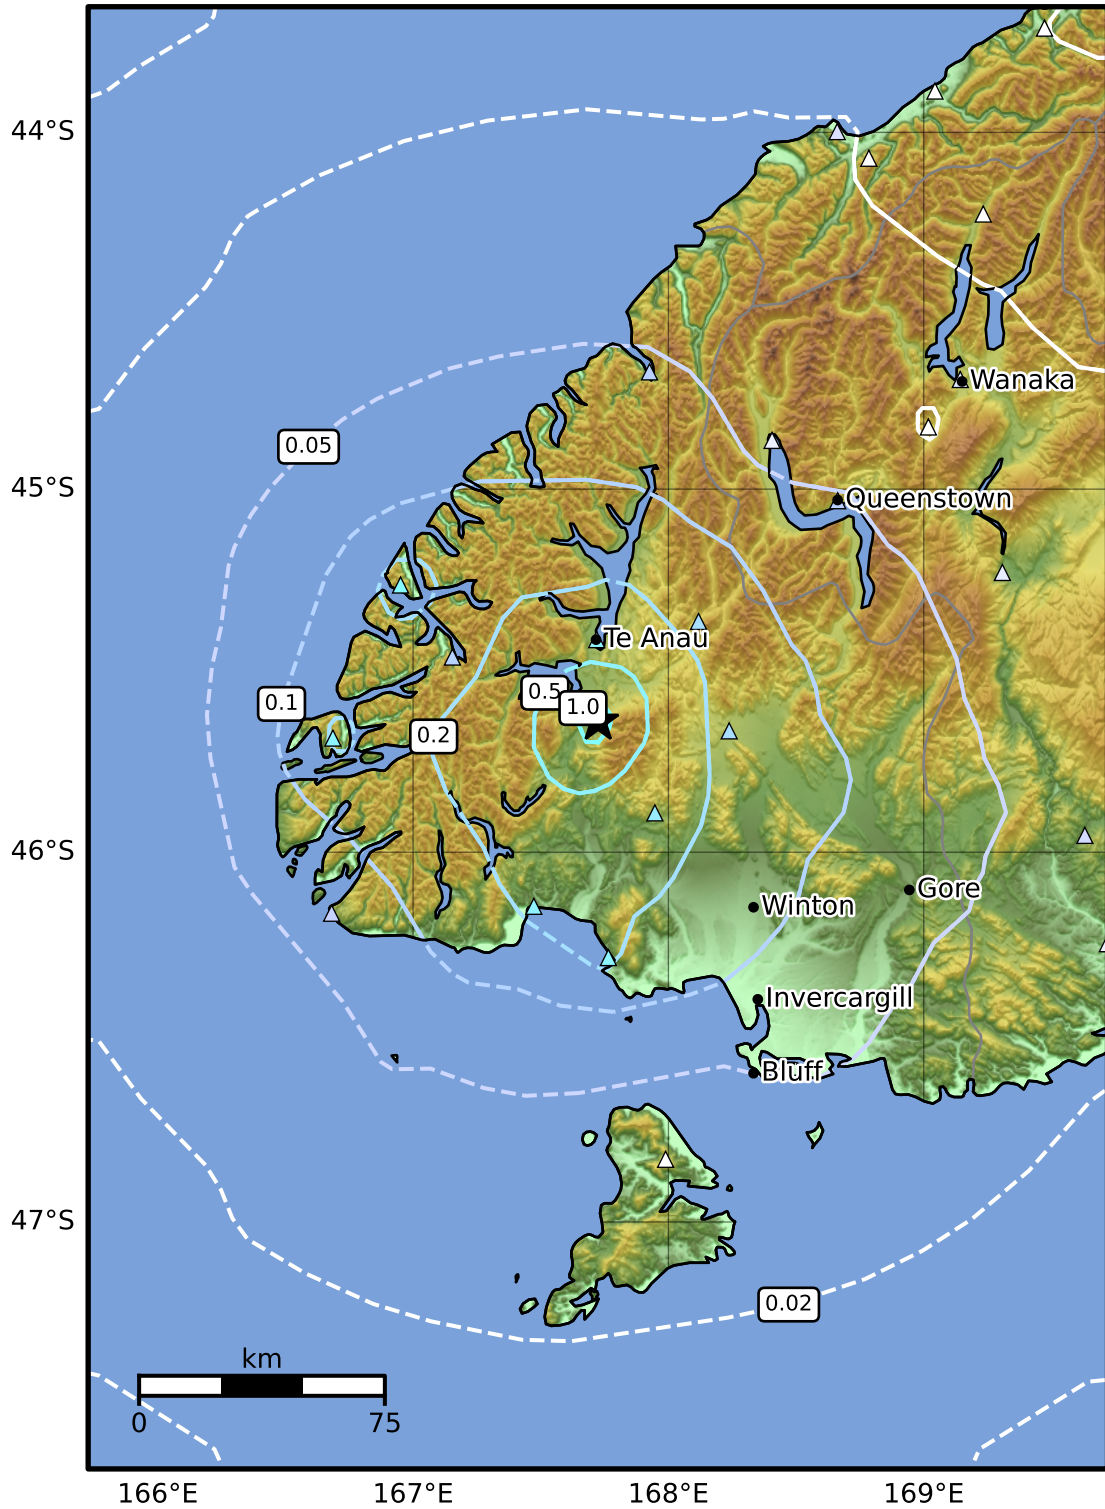 44°S
Wanaka
0.05
45°S
Queenstown
Te Anau
0.5
0.1
1.0
0.2
46°S
Gore
Winton
Invercargill
Bluff
47°S
0.02
km
0 75
166°E 167°E 168°E 169°E